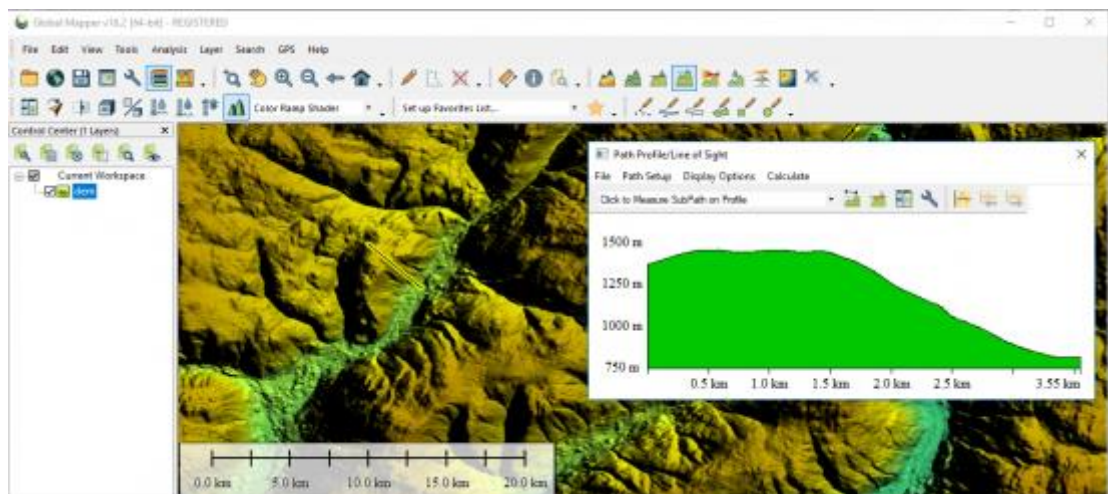 Global Mapper v18.2 (64-bit) - REGISTERED
File Edit View Tools Analysis Layer Search GPS Help
Color Ramp Shader
Set up Favorites List...
Control Center (1 Layers)
Current Workspace
dem
Path Profile/Line of Sight
File Path Setup Display Options Calculate
Click to Measure SubPath on Profile
1500 m
1250 m
1000 m
750 m
0.5 km 1.0 km 1.5 km 2.0 km 2.5 km 3.55 km
0.0 km 5.0 km 10.0 km 15.0 km 20.0 km